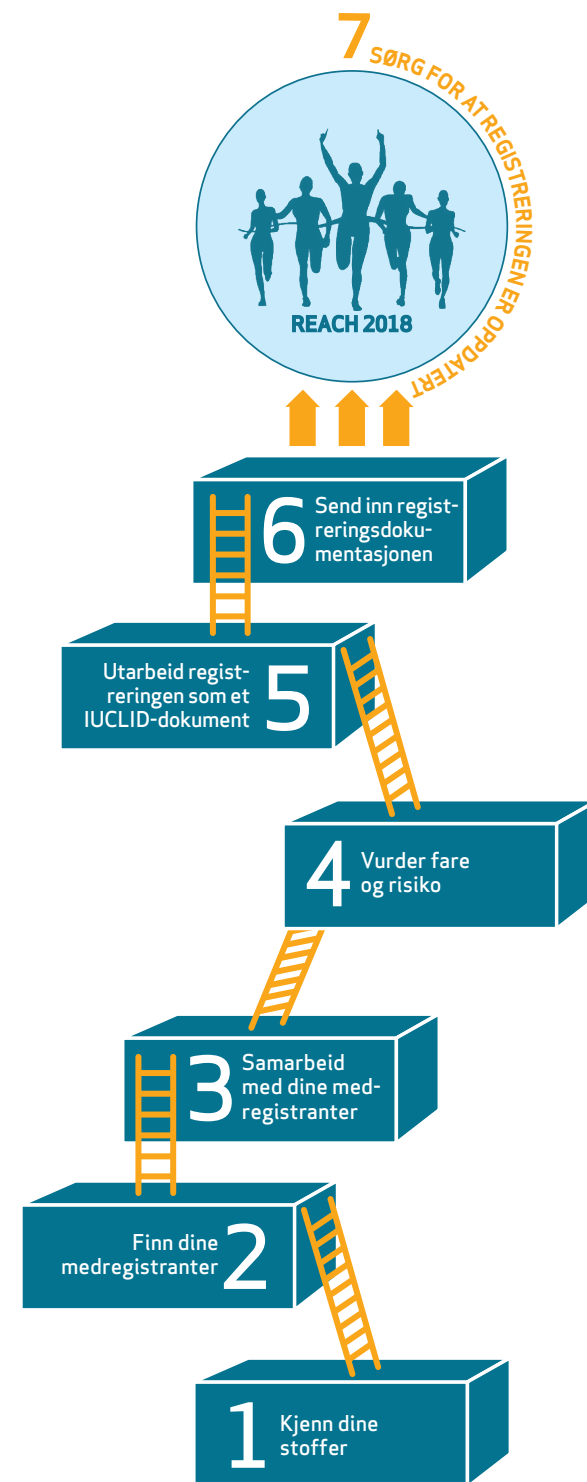 7 SØRG FOR AT REGISTRERINGEN ER OPPDATERT
REACH 2018
6
Send inn regist-
reringsdoku-
mentasjonen
Utarbeid regist-
reringen som et
IUCLID-dokument
5
4
Vurder fare
og risiko
3
Samarbeid
med dine med-
registranter
Finn dine
medregistranter
2
1
Kjenn dine
stoffer